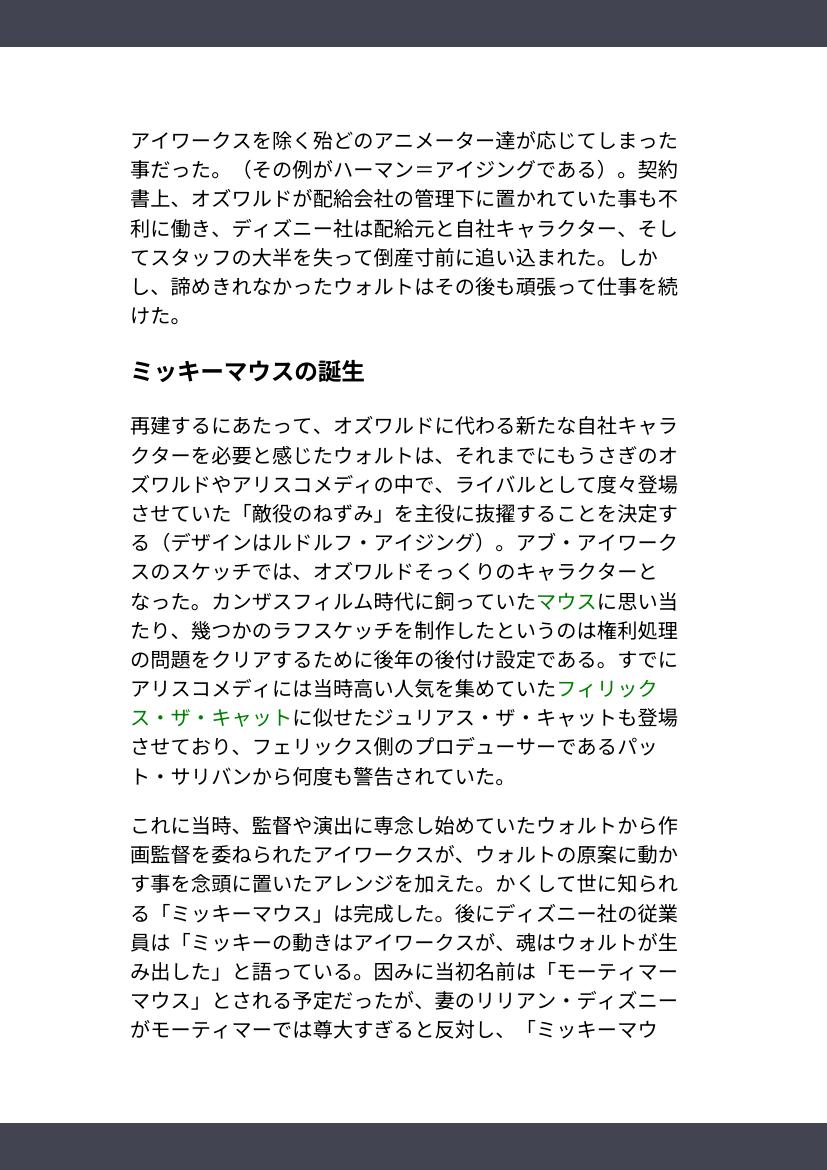 アイワークスを除く殆どのアニメーター達が応じてしまった
事だった。（その例がハーマン＝アイジングである）。契約
書上、オズワルドが配給会社の管理下に置かれていた事も不
利に働き、ディズニー社は配給元と自社キャラクター、そし
てスタッフの大半を失って倒産寸前に追い込まれた。しか
し、諦めきれなかったウォルトはその後も頑張って仕事を続
けた。
ミッキーマウスの誕生
再建するにあたって、オズワルドに代わる新たな自社キャラ
クターを必要と感じたウォルトは、それまでにもうさぎのオ
ズワルドやアリスコメディの中で、ライバルとして度々登場
させていた「敵役のねずみ」を主役に抜擢することを決定す
る（デザインはルドルフ・アイジング）。アブ・アイワーク
スのスケッチでは、オズワルドそっくりのキャラクターと
なった。カンザスフィルム時代に飼っていたマウスに思い当
たり、幾つかのラフスケッチを制作したというのは権利処理
の問題をクリアするために後年の後付け設定である。すでに
アリスコメディには当時高い人気を集めていたフィリック
ス・ザ・キャットに似せたジュリアス・ザ・キャットも登場
させており、フェリックス側のプロデューサーであるパッ
ト・サリバンから何度も警告されていた。
これに当時、監督や演出に専念し始めていたウォルトから作
画監督を委ねられたアイワークスが、ウォルトの原案に動か
す事を念頭に置いたアレンジを加えた。かくして世に知られ
る「ミッキーマウス」は完成した。後にディズニー社の従業
員は「ミッキーの動きはアイワークスが、魂はウォルトが生
み出した」と語っている。因みに当初名前は「モーティマー
マウス」とされる予定だったが、妻のリリアン・ディズニー
がモーティマーでは尊大すぎると反対し、「ミッキーマウ